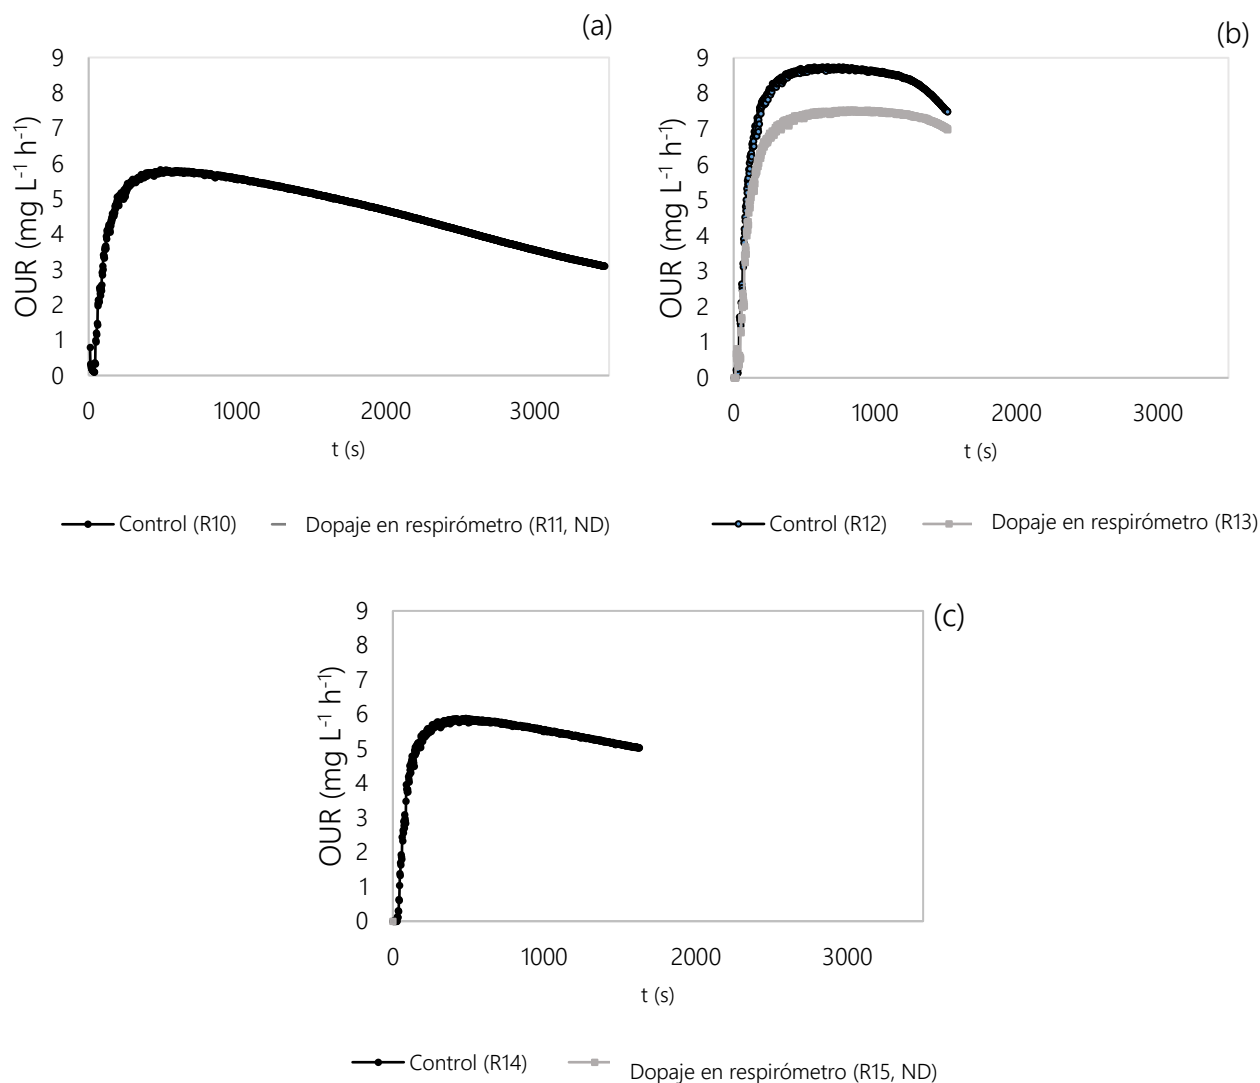 (a)
9
8
7
6
5
4
3
2
1
0
OUR (mg L⁻¹ h⁻¹)
0 1000 2000 3000
t (s)
Control (R10) Dopaje en respirómetro (R11, ND)
(b)
9
8
7
6
5
4
3
2
1
0
OUR (mg L⁻¹ h⁻¹)
0 1000 2000 3000
t (s)
Control (R12) Dopaje en respirómetro (R13)
(c)
9
8
7
6
5
4
3
2
1
0
OUR (mg L⁻¹ h⁻¹)
0 1000 2000 3000
t (s)
Control (R14) Dopaje en respirómetro (R15, ND)